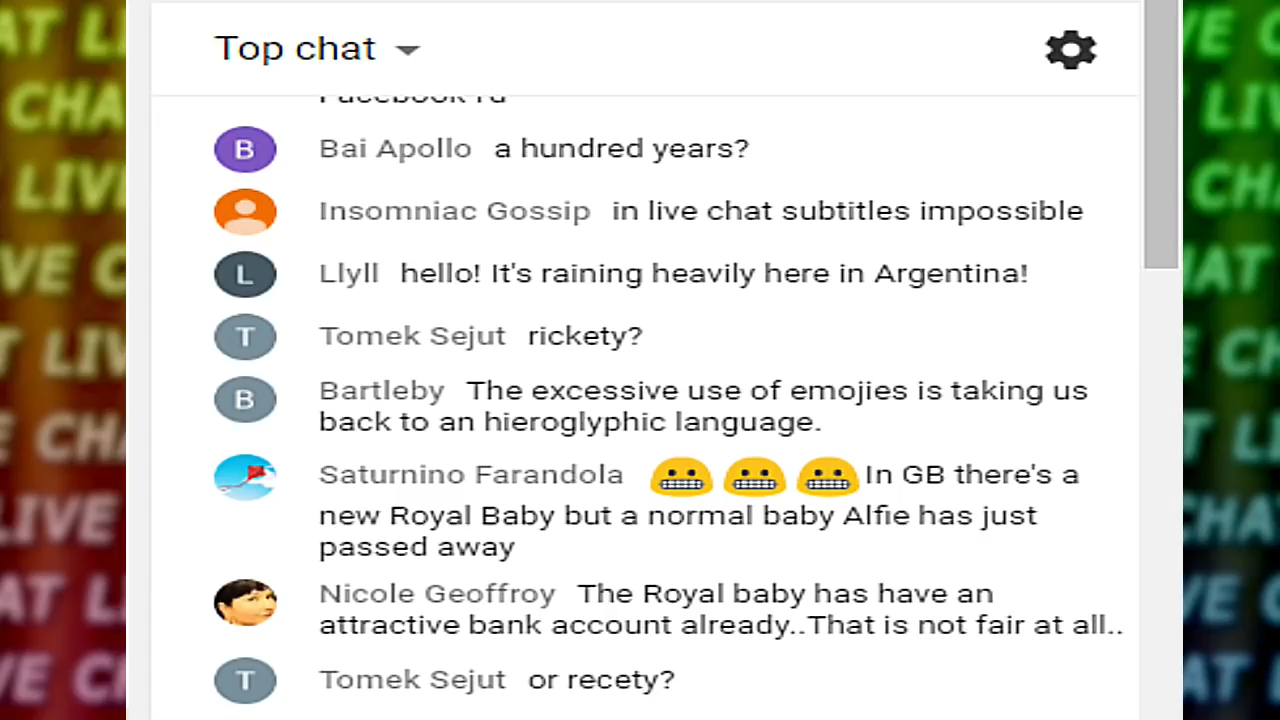 Top chat
B Bai Apollo a hundred years?
Insomniac Gossip in live chat subtitles impossible
L Llyll hello! It's raining heavily here in Argentina!
T Tomek Sejut rickety?
B Bartleby The excessive use of emojies is taking us
back to an hieroglyphic language.
Saturnino Farandola 😬😬😬In GB there's a
new Royal Baby but a normal baby Alfie has just
passed away
Nicole Geoffroy The Royal baby has have an
attractive bank account already..That is not fair at all..
T Tomek Sejut or recety?